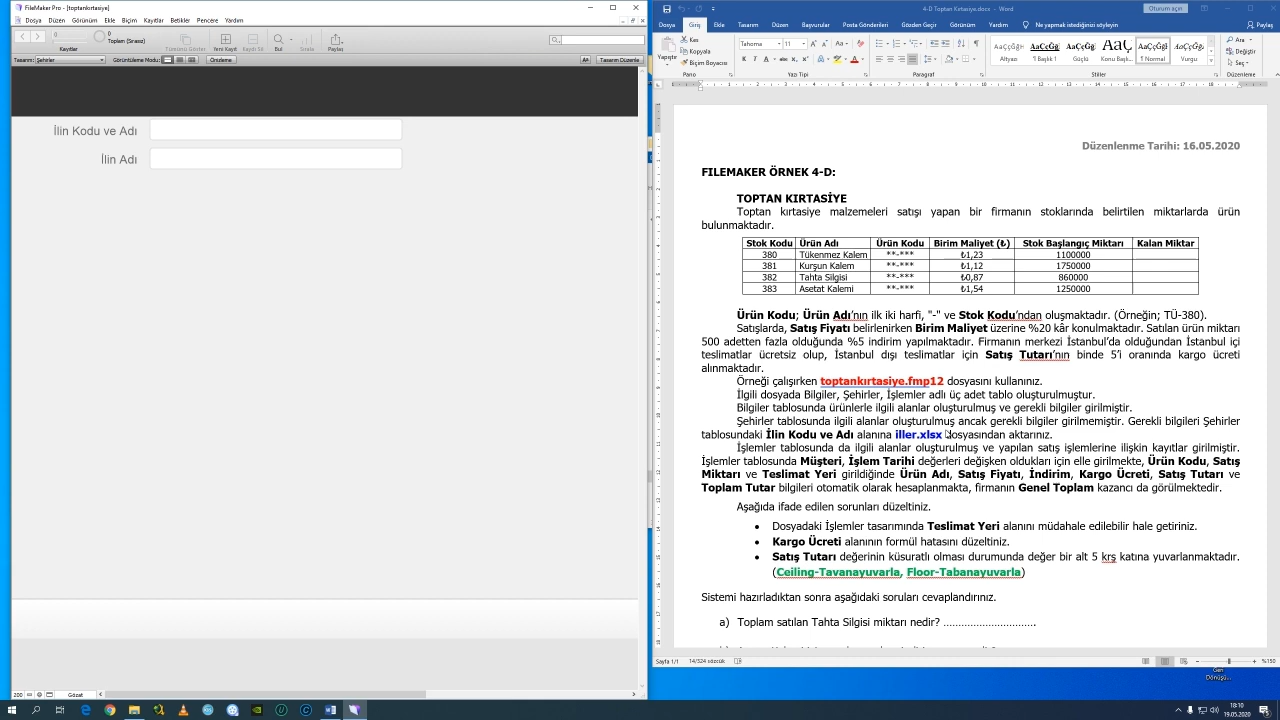 FileMaker Pro - [toptankirtasiye]
Dosya Düzen Görünüm Ekle Biçim Kayıtlar Betikler Pencere Yardım
Toplam (Sırasız)
Kayıtlar
Tümünü Göster
Yeni Kayıt
Kaydı Sil
Bul
Sırala
Paylaş
Tasarım: Şehirler
Görüntüleme Modu:
Önizleme
Tasarım Düzenle
İlin Kodu ve Adı
İlin Adı
200
Gözat
4-D Toptan Kırtasiye.docx - Word
Oturum açın
Dosya Giriş Ekle Tasarım Düzen Başvurular Posta Gönderileri Gözden Geçir Görünüm Yardım Ne yapmak istediğinizi söyleyin Paylaş
Yapıştır
Kes
Kopyala
Biçim Boyacısı
Pano
Tahoma 11
Yazı Tipi
Paragraf
Altyazı
¶ Başlık 1
Güçlü
Konu Başlı...
¶ Normal
Vurgu
Stiller
Ara
Değiştir
Seç
Düzenleme
Düzenlenme Tarihi: 16.05.2020
FILEMAKER ÖRNEK 4-D:
TOPTAN KIRTASİYE
Toptan kırtasiye malzemeleri satışı yapan bir firmanın stoklarında belirtilen miktarlarda ürün
bulunmaktadır.
Stok Kodu Ürün Adı Ürün Kodu Birim Maliyet (₺) Stok Başlangıç Miktarı Kalan Miktar
380 Tükenmez Kalem **-*** ₺1,23 1100000
381 Kurşun Kalem **-*** ₺1,12 1750000
382 Tahta Silgisi **-*** ₺0,87 860000
383 Asetat Kalemi **-*** ₺1,54 1250000
Ürün Kodu; Ürün Adı’nın ilk iki harfi, "-" ve Stok Kodu’ndan oluşmaktadır. (Örneğin; TÜ-380).
Satışlarda, Satış Fiyatı belirlenirken Birim Maliyet üzerine %20 kâr konulmaktadır. Satılan ürün miktarı
500 adetten fazla olduğunda %5 indirim yapılmaktadır. Firmanın merkezi İstanbul’da olduğundan İstanbul içi
teslimatlar ücretsiz olup, İstanbul dışı teslimatlar için Satış Tutarı’nın binde 5’i oranında kargo ücreti
alınmaktadır.
Örneği çalışırken toptankırtasiye.fmp12 dosyasını kullanınız.
İlgili dosyada Bilgiler, Şehirler, İşlemler adlı üç adet tablo oluşturulmuştur.
Bilgiler tablosunda ürünlerle ilgili alanlar oluşturulmuş ve gerekli bilgiler girilmiştir.
Şehirler tablosunda ilgili alanlar oluşturulmuş ancak gerekli bilgiler girilmemiştir. Gerekli bilgileri Şehirler
tablosundaki İlin Kodu ve Adı alanına iller.xlsx dosyasından aktarınız.
İşlemler tablosunda da ilgili alanlar oluşturulmuş ve yapılan satış işlemlerine ilişkin kayıtlar girilmiştir.
İşlemler tablosunda Müşteri, İşlem Tarihi değerleri değişken oldukları için elle girilmekte, Ürün Kodu, Satış
Miktarı ve Teslimat Yeri girildiğinde Ürün Adı, Satış Fiyatı, İndirim, Kargo Ücreti, Satış Tutarı ve
Toplam Tutar bilgileri otomatik olarak hesaplanmakta, firmanın Genel Toplam kazancı da görülmektedir.
Aşağıda ifade edilen sorunları düzeltiniz.
• Dosyadaki İşlemler tasarımında Teslimat Yeri alanını müdahale edilebilir hale getiriniz.
• Kargo Ücreti alanının formül hatasını düzeltiniz.
• Satış Tutarı değerinin küsuratlı olması durumunda değer bir alt 5 krş katına yuvarlanmaktadır.
(Ceiling-Tavanayuvarla, Floor-Tabanayuvarla)
Sistemi hazırladıktan sonra aşağıdaki soruları cevaplandırınız.
a) Toplam satılan Tahta Silgisi miktarı nedir? ................................
Sayfa 1/1 14/324 sözcük
%150
Geri
Dönüşü...
18:10
19.05.2020